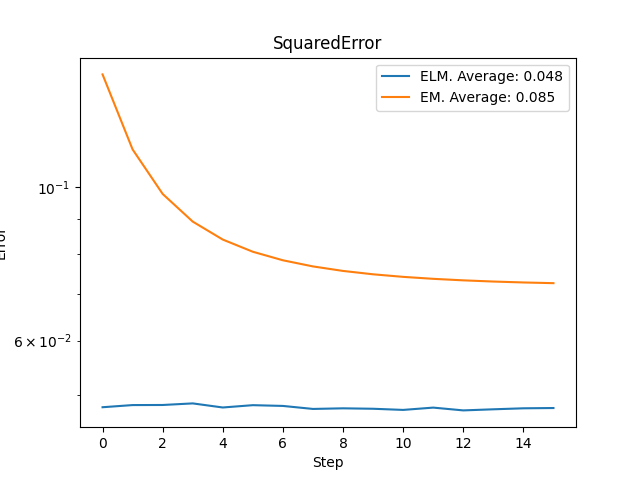 SquaredError
ELM. Average: 0.048
EM. Average: 0.085
10⁻¹
6 × 10⁻²
Error
0 2 4 6 8 10 12 14
Step